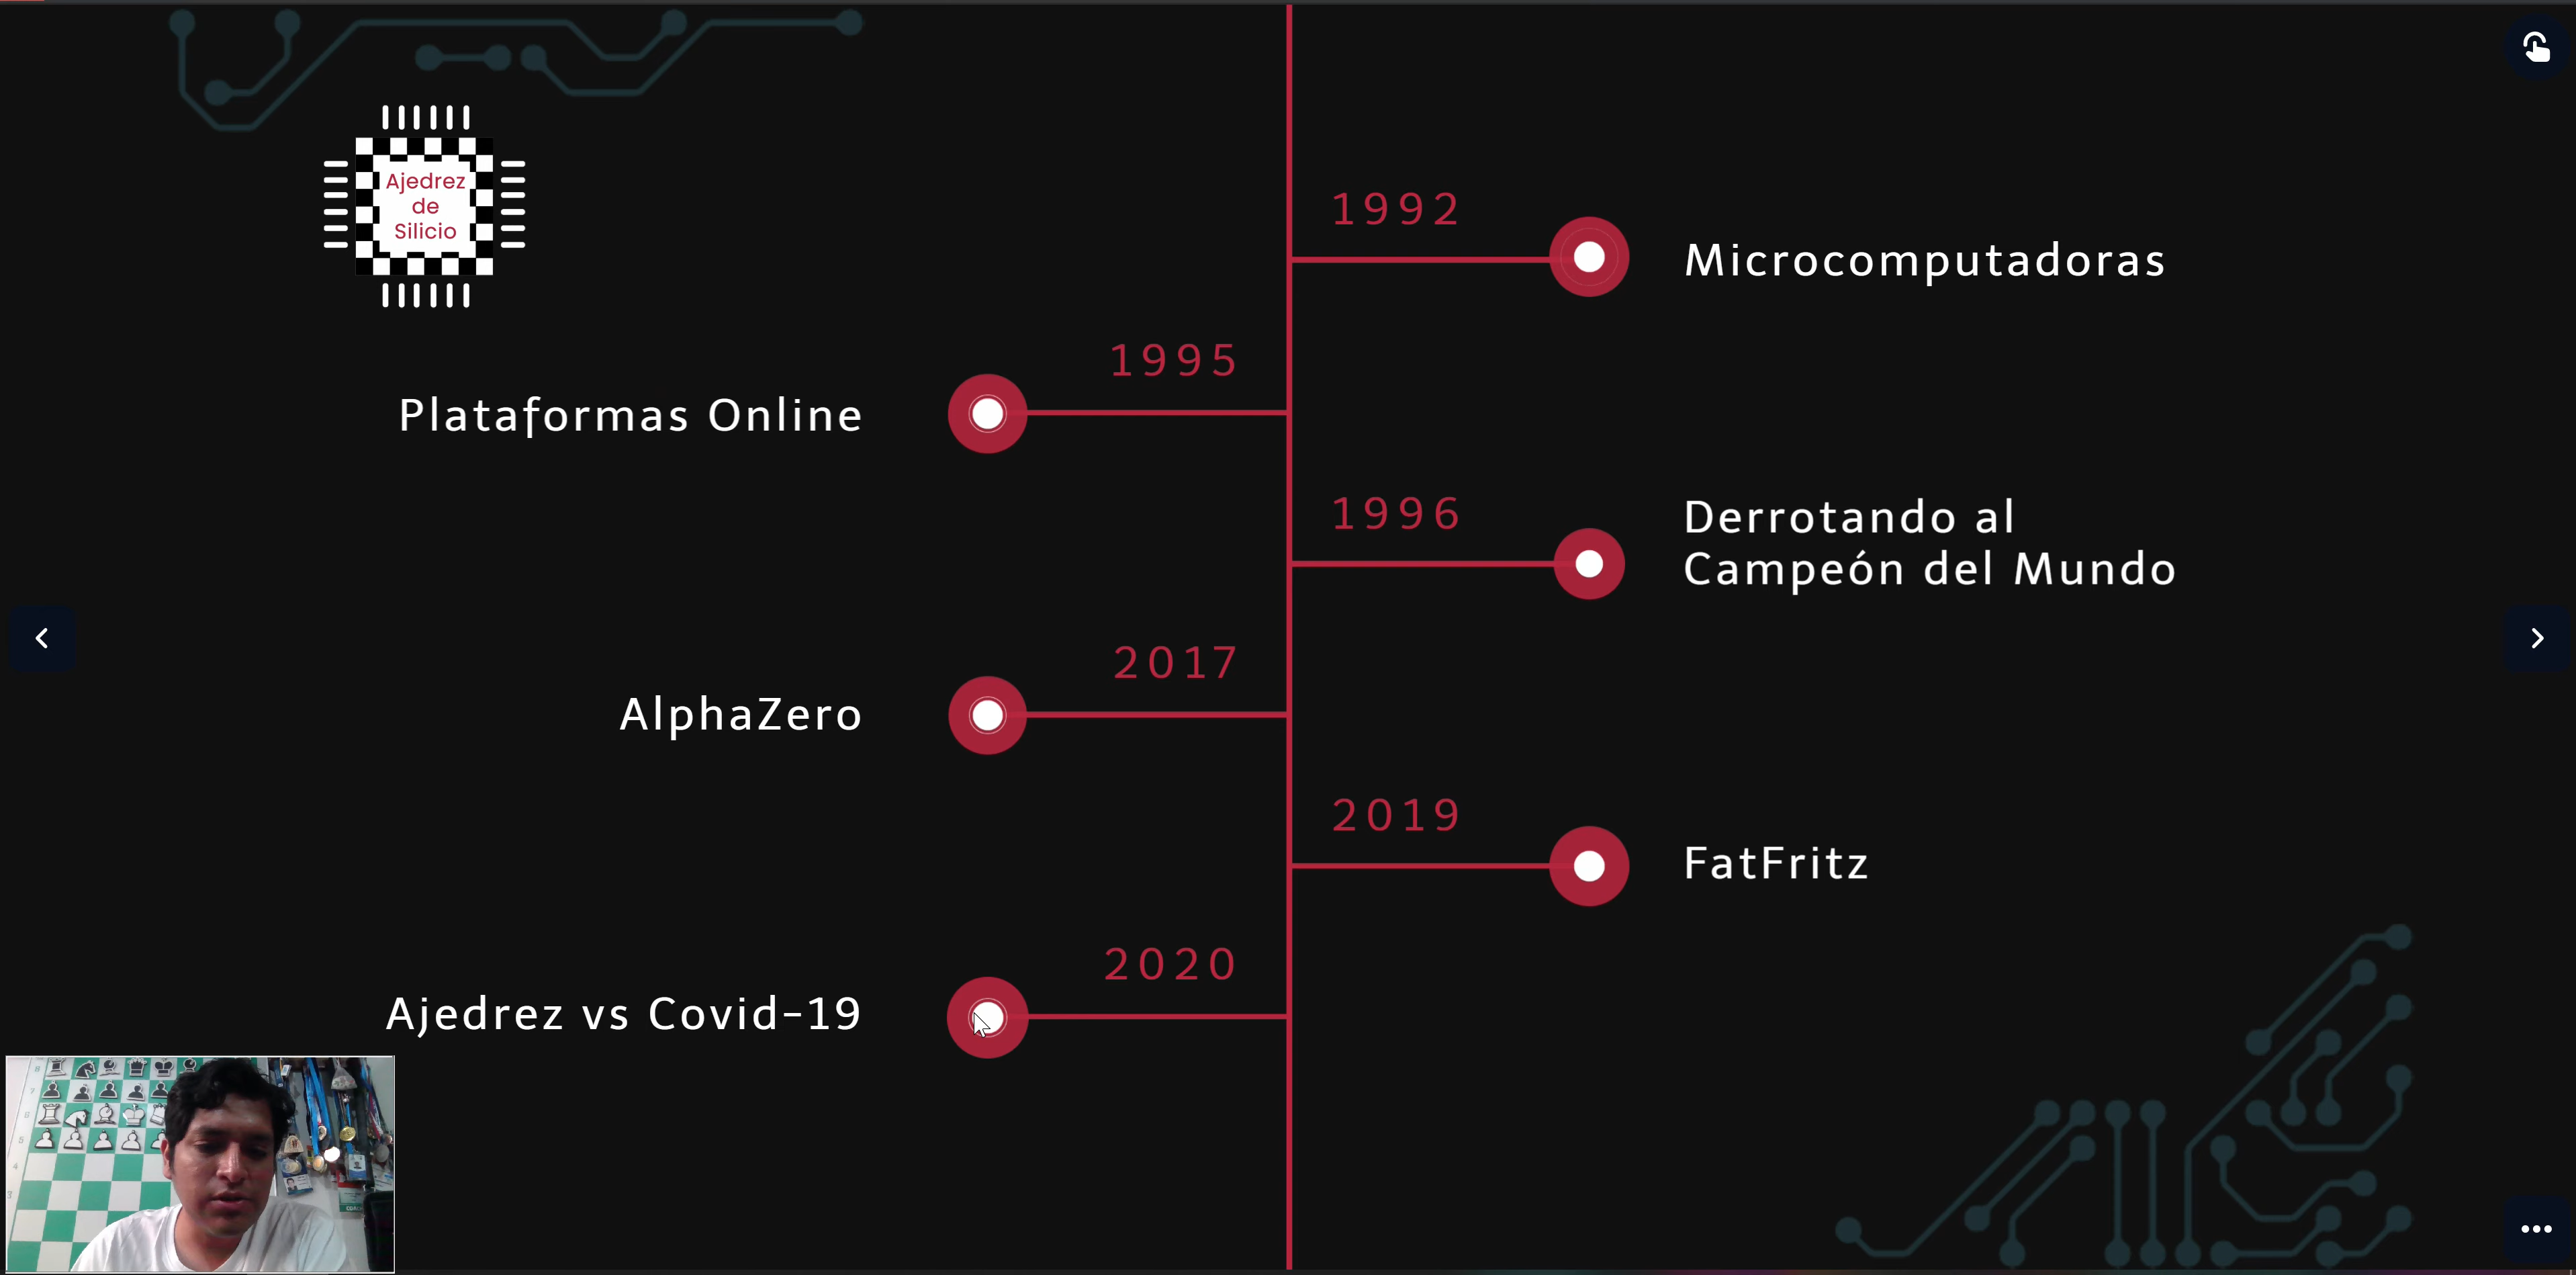 Ajedrez
de
Silicio
1992
Microcomputadoras
1995
Plataformas Online
1996
Derrotando al
Campeón del Mundo
2017
AlphaZero
2019
FatFritz
2020
Ajedrez vs Covid-19